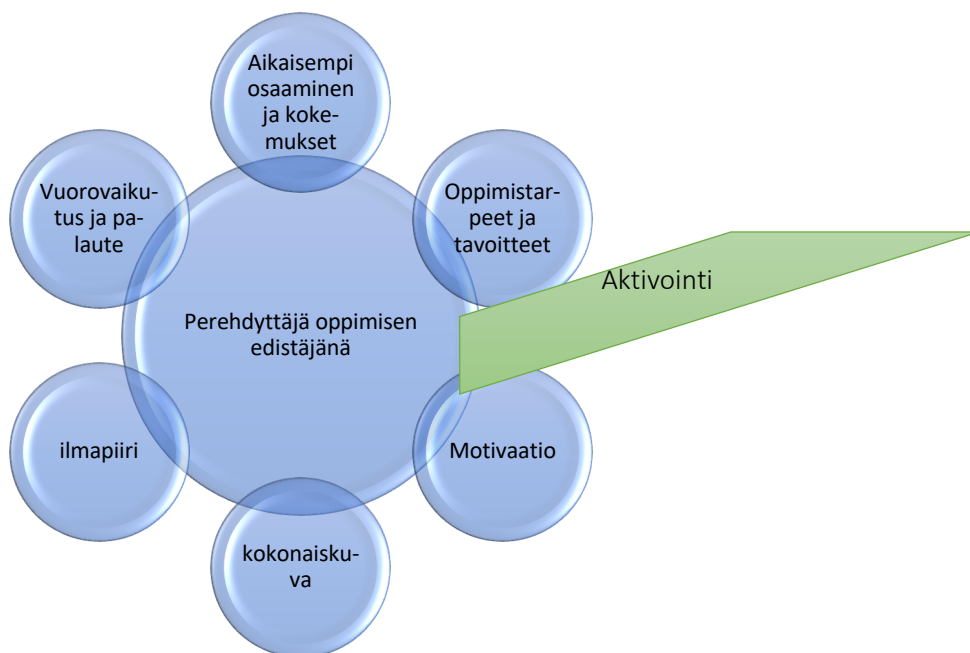 Aikaisempi
osaaminen
ja koke-
mukset
Vuorovaiku-
tus ja pa-
laute
Oppimistar-
peet ja
tavoitteet
Aktivointi
Perehdyttäjä oppimisen
edistäjänä
ilmapiiri
Motivaatio
kokonaisku-
va